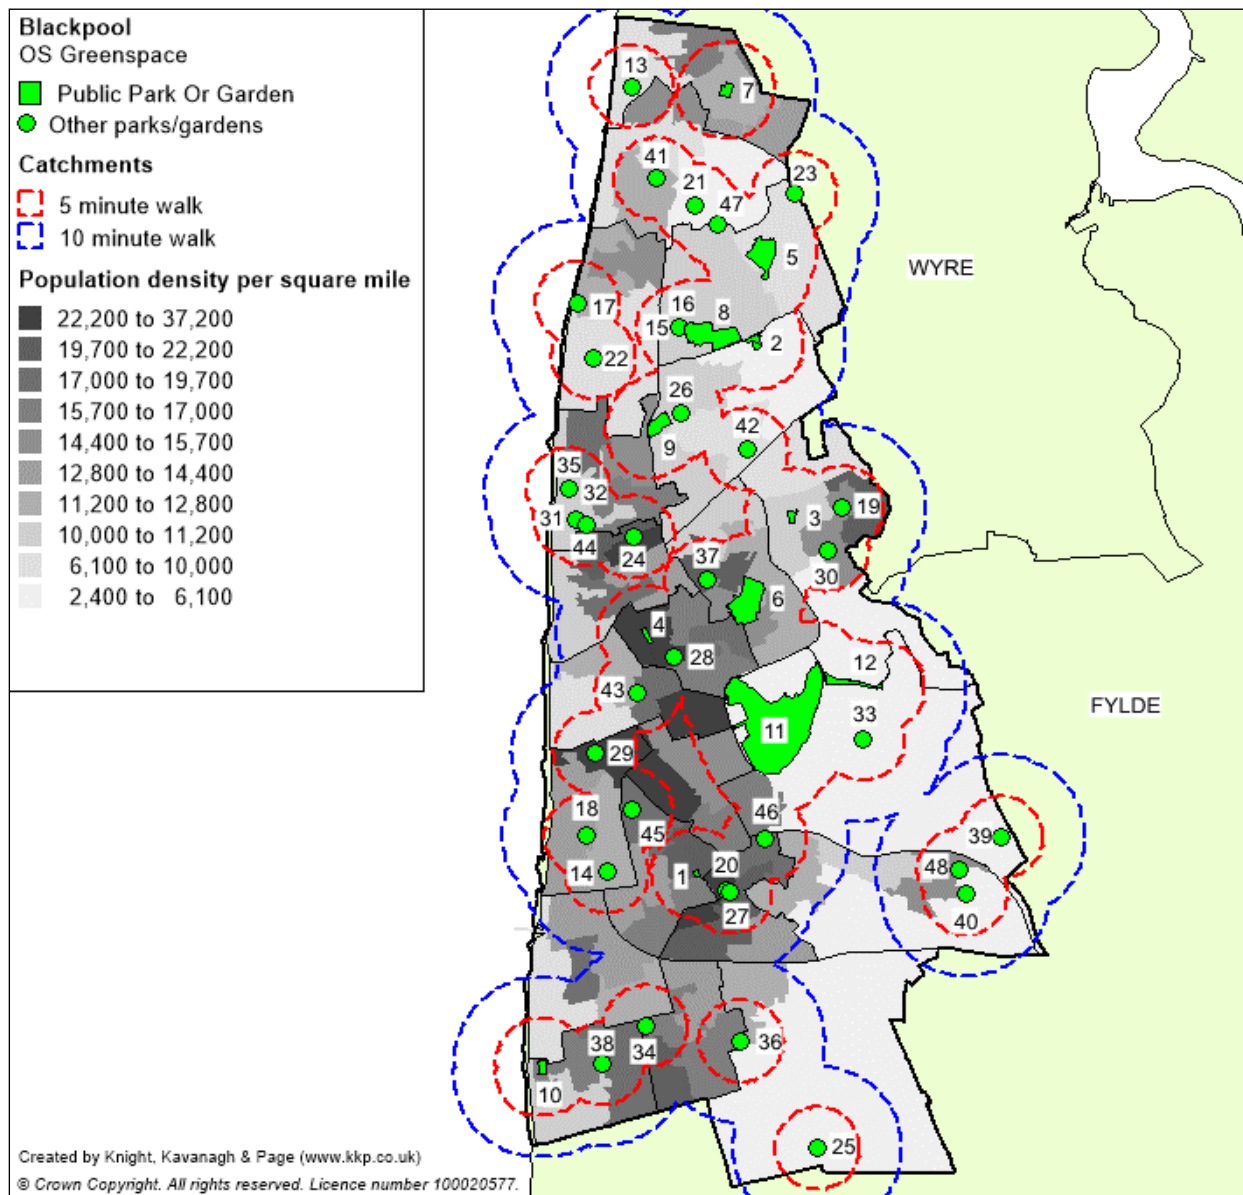 Blackpool
OS Greenspace
Public Park Or Garden
Other parks/gardens
Catchments
5 minute walk
10 minute walk
Population density per square mile
22,200 to 37,200
19,700 to 22,200
17,000 to 19,700
15,700 to 17,000
14,400 to 15,700
12,800 to 14,400
11,200 to 12,800
10,000 to 11,200
6,100 to 10,000
2,400 to 6,100
13
7
41
21
23
47
5
WYRE
17
16
8
15
2
22
26
42
9
35
32
19
31
3
44
24
37
30
6
4
28
12
43
33
FYLDE
11
29
18
45
46
39
14
1
20
48
27
40
38
34
36
10
25
Created by Knight, Kavanagh & Page (www.kkp.co.uk)
© Crown Copyright. All rights reserved. Licence number 100020577.